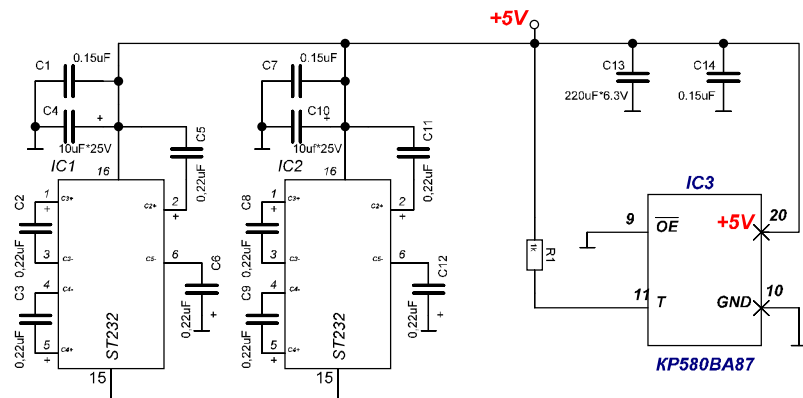 +5V
C1
0.15uF
C4
+
10uF*25V
IC1
16
C5
0,22uF
1
C3+
+
C2
0,22uF
3
C3-
2
C2+
+
4
C4-
C3
0,22uF
5
C4+
+
6
C5-
C6
0,22uF
+
ST232
15
C7
0.15uF
C10
+
10uf*25V
IC2
16
C11
0,22uF
1
C3+
+
C8
0,22uF
3
C3-
2
C2+
+
4
C4-
C9
0,22uF
5
C4+
+
6
C5-
C12
0,22uF
+
ST232
15
C13
220uF*6.3V
C14
0.15uF
R1
1k
IC3
9
OE
+5V
20
11
T
GND
10
КР580ВА87